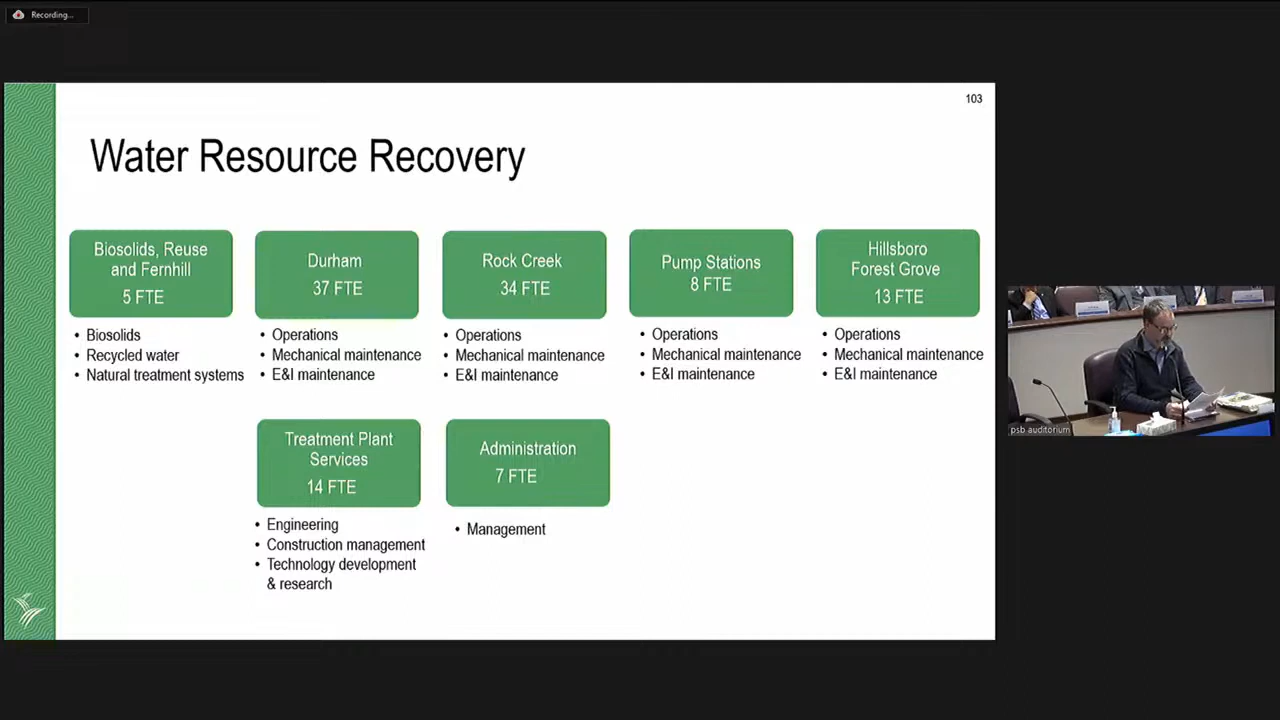 Recording...
103
Water Resource Recovery
Biosolids, Reuse
and Fernhill
5 FTE
• Biosolids
• Recycled water
• Natural treatment systems
Durham
37 FTE
• Operations
• Mechanical maintenance
• E&I maintenance
Rock Creek
34 FTE
• Operations
• Mechanical maintenance
• E&I maintenance
Pump Stations
8 FTE
• Operations
• Mechanical maintenance
• E&I maintenance
Hillsboro
Forest Grove
13 FTE
• Operations
• Mechanical maintenance
• E&I maintenance
Treatment Plant
Services
14 FTE
• Engineering
• Construction management
• Technology development
& research
Administration
7 FTE
• Management
psb auditorium